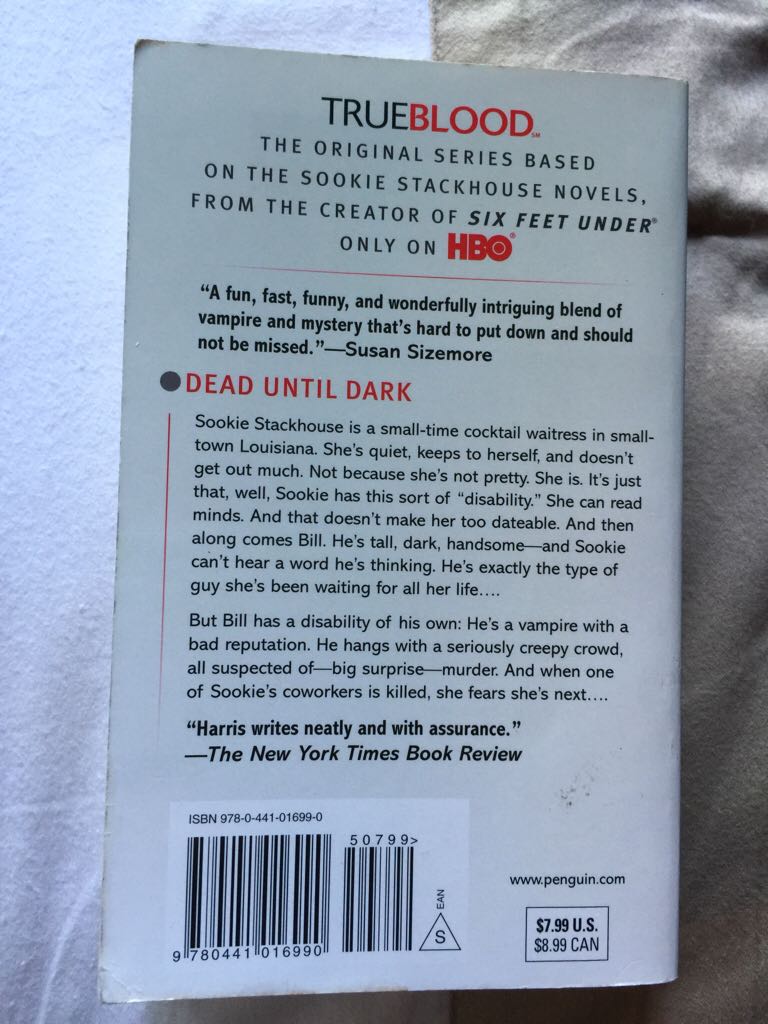 TRUEBLOOD℠
THE ORIGINAL SERIES BASED
ON THE SOOKIE STACKHOUSE NOVELS,
FROM THE CREATOR OF SIX FEET UNDER®
ONLY ON HBO®
“A fun, fast, funny, and wonderfully intriguing blend of
vampire and mystery that’s hard to put down and should
not be missed.”—Susan Sizemore
DEAD UNTIL DARK
Sookie Stackhouse is a small-time cocktail waitress in small-
town Louisiana. She’s quiet, keeps to herself, and doesn’t
get out much. Not because she’s not pretty. She is. It’s just
that, well, Sookie has this sort of “disability.” She can read
minds. And that doesn’t make her too dateable. And then
along comes Bill. He’s tall, dark, handsome—and Sookie
can’t hear a word he’s thinking. He’s exactly the type of
guy she’s been waiting for all her life....
But Bill has a disability of his own: He’s a vampire with a
bad reputation. He hangs with a seriously creepy crowd,
all suspected of—big surprise—murder. And when one
of Sookie’s coworkers is killed, she fears she’s next....
“Harris writes neatly and with assurance.”
—The New York Times Book Review
ISBN 978-0-441-01699-0
50799>
9 780441 016990
EAN
S
www.penguin.com
$7.99 U.S.
$8.99 CAN